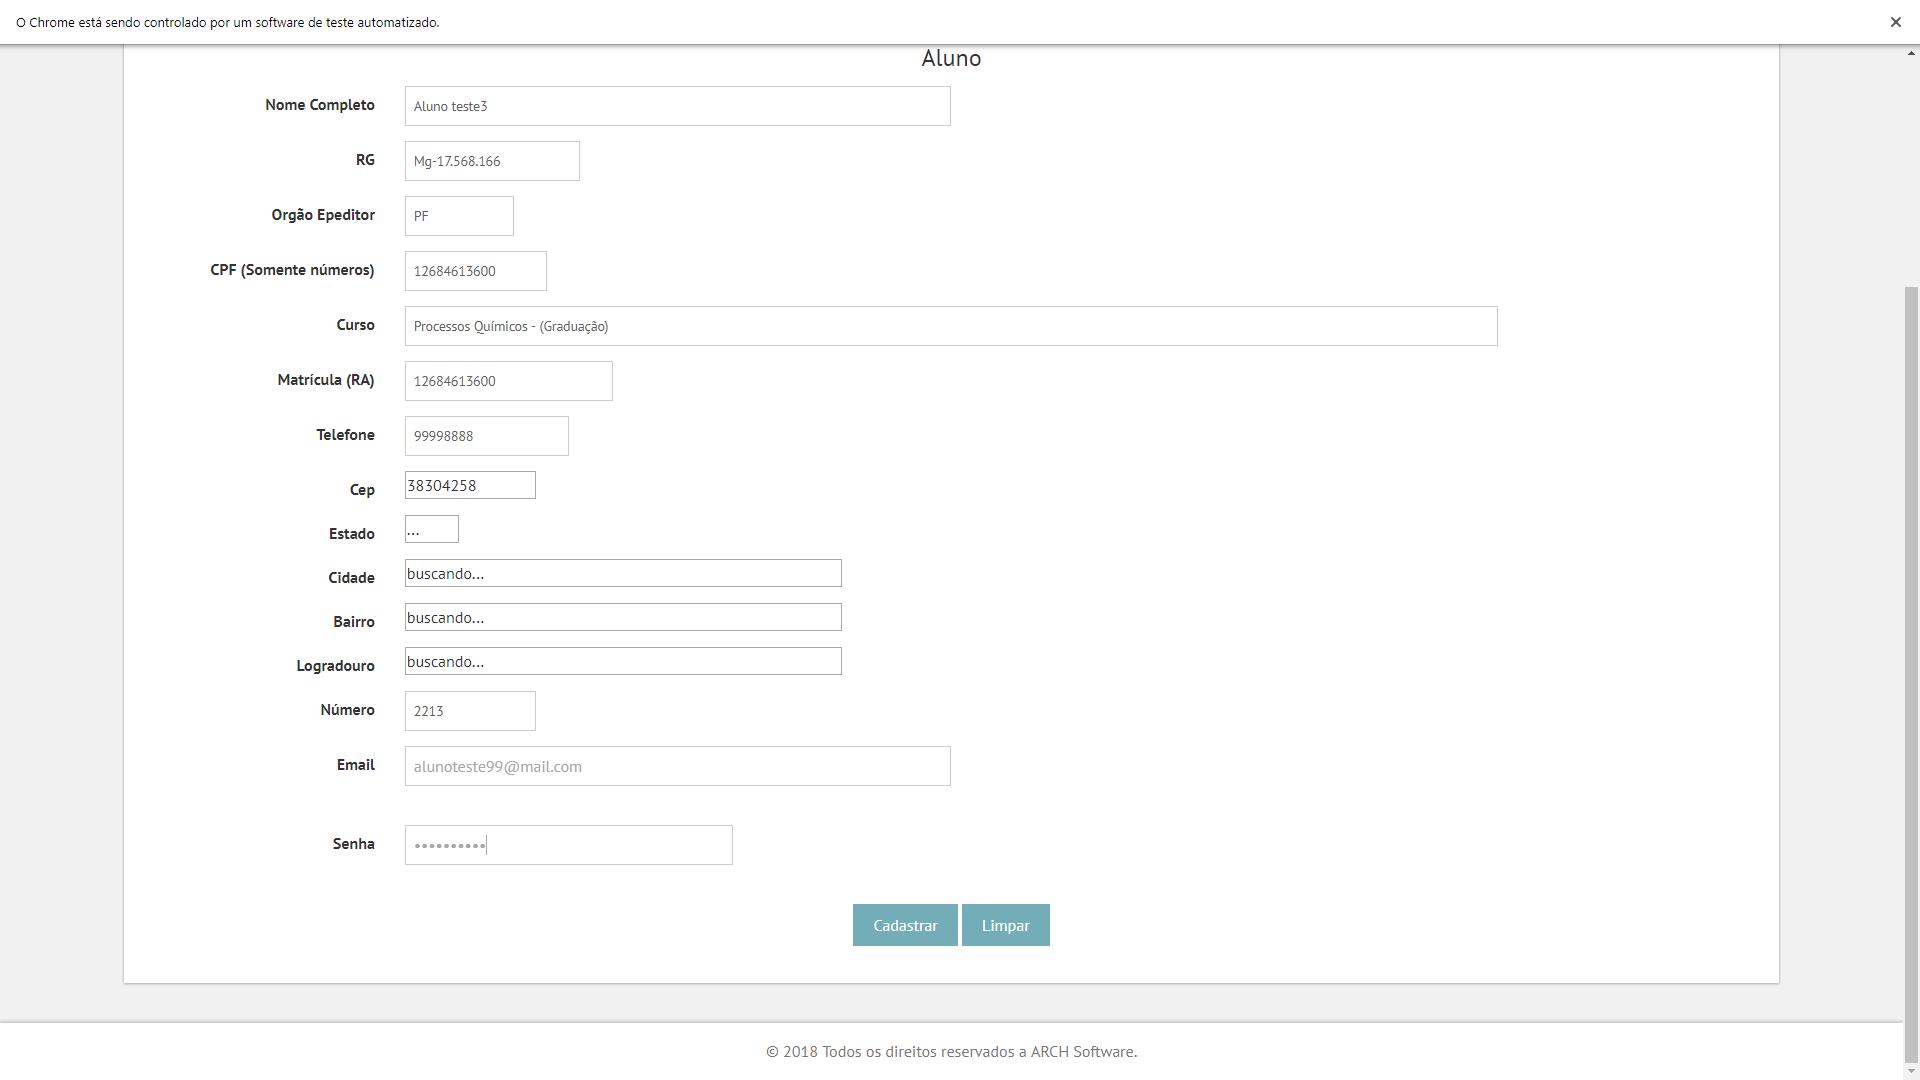 O Chrome está sendo controlado por um software de teste automatizado.
Aluno
Nome Completo Aluno teste3
RG Mg-17.568.166
Orgão Epeditor PF
CPF (Somente números) 12684613600
Curso Processos Químicos - (Graduação)
Matrícula (RA) 12684613600
Telefone 99998888
Cep 38304258
Estado ...
Cidade buscando...
Bairro buscando...
Logradouro buscando...
Número 2213
Email alunoteste99@mail.com
Senha ••••••••••
Cadastrar Limpar
© 2018 Todos os direitos reservados a ARCH Software.